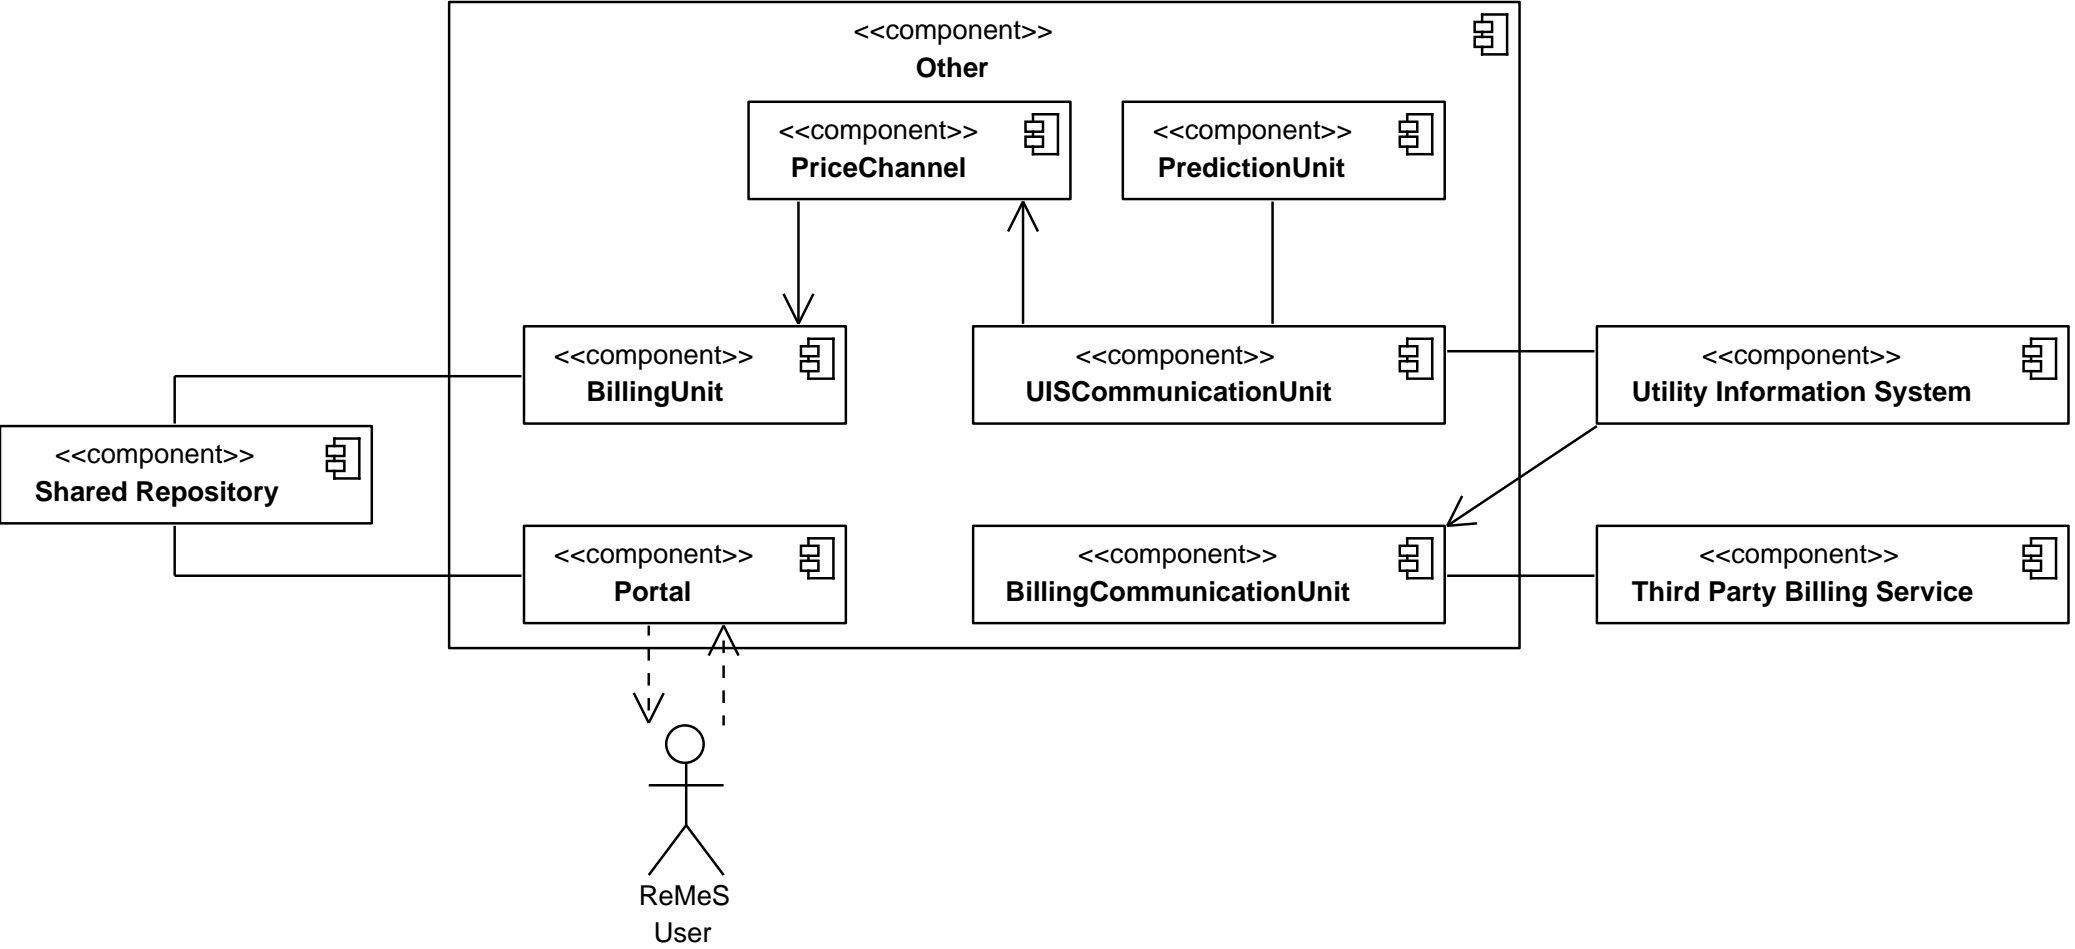 <<component>>
Other
<<component>>
PriceChannel
<<component>>
PredictionUnit
<<component>>
BillingUnit
<<component>>
UISCommunicationUnit
<<component>>
Utility Information System
<<component>>
Shared Repository
<<component>>
Portal
<<component>>
BillingCommunicationUnit
<<component>>
Third Party Billing Service
ReMeS
User